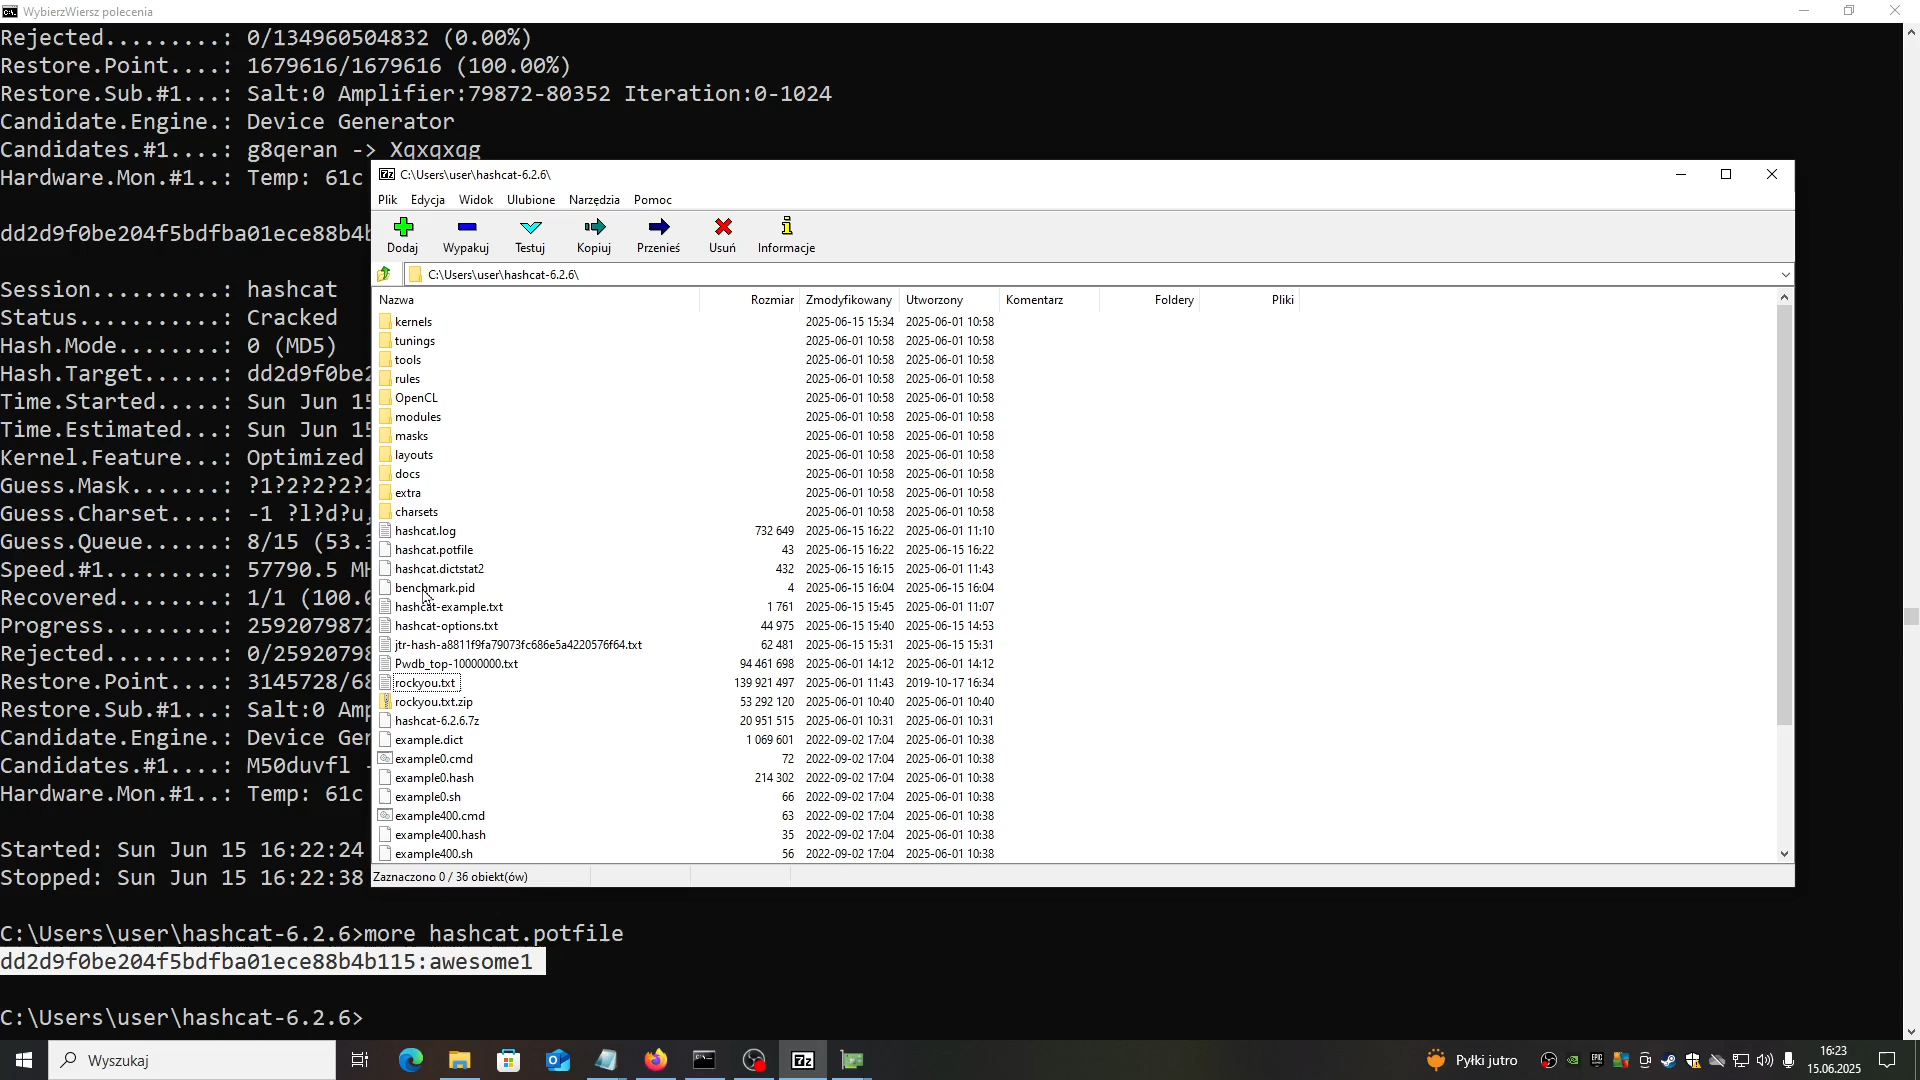 WybierzWiersz polecenia
Rejected.........: 0/134960504832 (0.00%)
Restore.Point....: 1679616/1679616 (100.00%)
Restore.Sub.#1...: Salt:0 Amplifier:79872-80352 Iteration:0-1024
Candidate.Engine.: Device Generator
Candidates.#1....: g8qeran -> Xqxqxqg
Hardware.Mon.#1..: Temp: 61c
dd2d9f0be204f5bdfba01ece88b4b
Session..........: hashcat
Status...........: Cracked
Hash.Mode........: 0 (MD5)
Hash.Target......: dd2d9f0be2
Time.Started.....: Sun Jun 15
Time.Estimated...: Sun Jun 15
Kernel.Feature...: Optimized
Guess.Mask.......: ?1?2?2?2?2
Guess.Charset....: -1 ?l?d?u,
Guess.Queue......: 8/15 (53.3
Speed.#1.........: 57790.5 MH
Recovered........: 1/1 (100.0
Progress.........: 2592079872
Rejected.........: 0/25920798
Restore.Point....: 3145728/68
Restore.Sub.#1...: Salt:0 Amp
Candidate.Engine.: Device Gen
Candidates.#1....: M50duvfl -
Hardware.Mon.#1..: Temp: 61c
Started: Sun Jun 15 16:22:24
Stopped: Sun Jun 15 16:22:38
C:\Users\user\hashcat-6.2.6>more hashcat.potfile
dd2d9f0be204f5bdfba01ece88b4b115:awesome1
C:\Users\user\hashcat-6.2.6>
7z C:\Users\user\hashcat-6.2.6\
Plik Edycja Widok Ulubione Narzędzia Pomoc
Dodaj Wypakuj Testuj Kopiuj Przenieś Usuń Informacje
C:\Users\user\hashcat-6.2.6\
Nazwa Rozmiar Zmodyfikowany Utworzony Komentarz Foldery Pliki
kernels 2025-06-15 15:34 2025-06-01 10:58
tunings 2025-06-01 10:58 2025-06-01 10:58
tools 2025-06-01 10:58 2025-06-01 10:58
rules 2025-06-01 10:58 2025-06-01 10:58
OpenCL 2025-06-01 10:58 2025-06-01 10:58
modules 2025-06-01 10:58 2025-06-01 10:58
masks 2025-06-01 10:58 2025-06-01 10:58
layouts 2025-06-01 10:58 2025-06-01 10:58
docs 2025-06-01 10:58 2025-06-01 10:58
extra 2025-06-01 10:58 2025-06-01 10:58
charsets 2025-06-01 10:58 2025-06-01 10:58
hashcat.log 732 649 2025-06-15 16:22 2025-06-01 11:10
hashcat.potfile 43 2025-06-15 16:22 2025-06-15 16:22
hashcat.dictstat2 432 2025-06-15 16:15 2025-06-01 11:43
benchmark.pid 4 2025-06-15 16:04 2025-06-15 16:04
hashcat-example.txt 1 761 2025-06-15 15:45 2025-06-01 11:07
hashcat-options.txt 44 975 2025-06-15 15:40 2025-06-15 14:53
jtr-hash-a8811f9fa79073fc686e5a4220576f64.txt 62 481 2025-06-15 15:31 2025-06-15 15:31
Pwdb_top-10000000.txt 94 461 698 2025-06-01 14:12 2025-06-01 14:12
rockyou.txt 139 921 497 2025-06-01 11:43 2019-10-17 16:34
rockyou.txt.zip 53 292 120 2025-06-01 10:40 2025-06-01 10:40
hashcat-6.2.6.7z 20 951 515 2025-06-01 10:31 2025-06-01 10:31
example.dict 1 069 601 2022-09-02 17:04 2025-06-01 10:38
example0.cmd 72 2022-09-02 17:04 2025-06-01 10:38
example0.hash 214 302 2022-09-02 17:04 2025-06-01 10:38
example0.sh 66 2022-09-02 17:04 2025-06-01 10:38
example400.cmd 63 2022-09-02 17:04 2025-06-01 10:38
example400.hash 35 2022-09-02 17:04 2025-06-01 10:38
example400.sh 56 2022-09-02 17:04 2025-06-01 10:38
Zaznaczono 0 / 36 obiekt(ów)
Wyszukaj 7z Pyłki jutro 16:23
15.06.2025